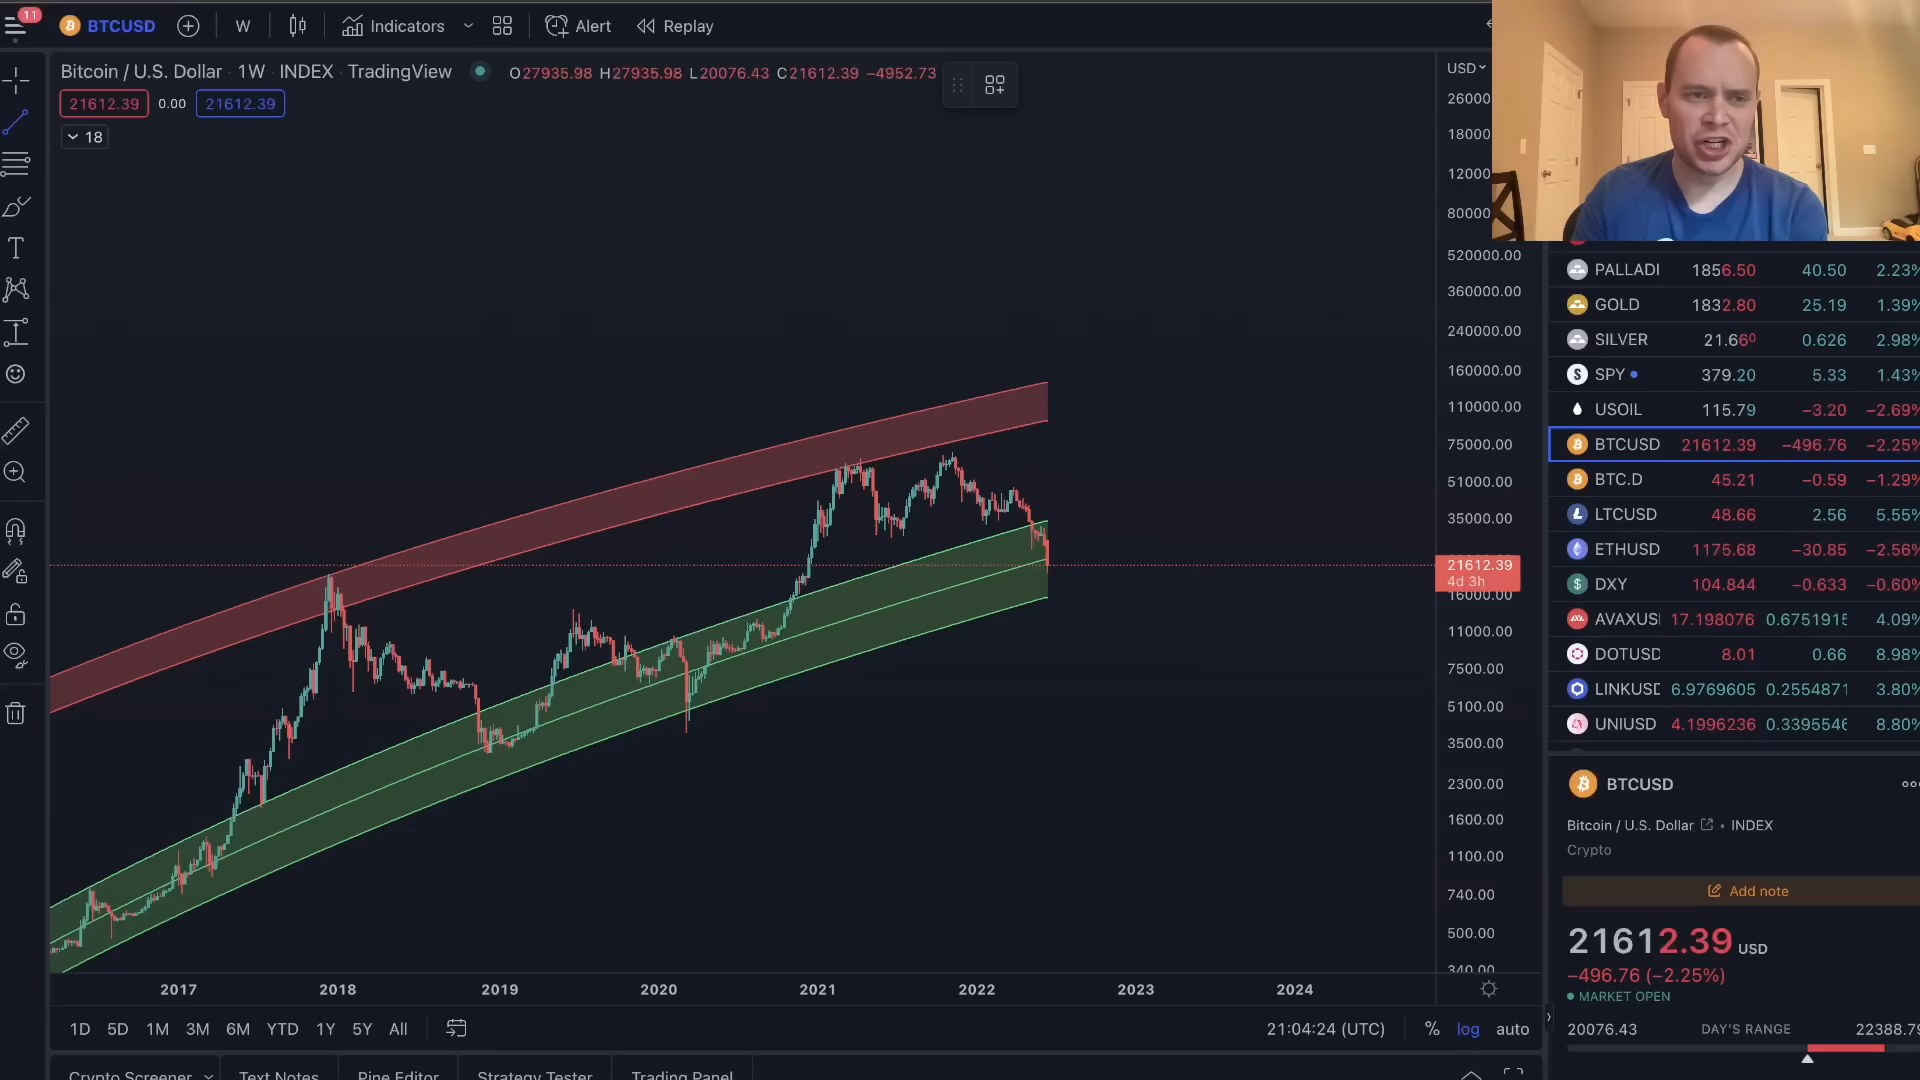 11
BTCUSD
W
Indicators
Alert
Replay
Bitcoin / U.S. Dollar · 1W · INDEX · TradingView
O27935.98 H27935.98 L20076.43 C21612.39 −4952.73
21612.39 0.00 21612.39
18
USD
520000.00
360000.00
240000.00
160000.00
110000.00
75000.00
51000.00
35000.00
21612.39
4d 3h
16000.00
11000.00
7500.00
5100.00
3500.00
2300.00
1600.00
1100.00
740.00
500.00
340.00
2017 2018 2019 2020 2021 2022 2023 2024
1D 5D 1M 3M 6M YTD 1Y 5Y All
21:04:24 (UTC) % log auto
Crypto Screener Text Notes Pine Editor Strategy Tester Trading Panel
PALLADI 1856.50 40.50 2.23%
GOLD 1832.80 25.19 1.39%
SILVER 21.660 0.626 2.98%
SPY 379.20 5.33 1.43%
USOIL 115.79 −3.20 −2.69%
BTCUSD 21612.39 −496.76 −2.25%
BTC.D 45.21 −0.59 −1.29%
LTCUSD 48.66 2.56 5.55%
ETHUSD 1175.68 −30.85 −2.56%
DXY 104.844 −0.633 −0.60%
AVAXUS 17.198076 0.675191 4.09%
DOTUSD 8.01 0.66 8.98%
LINKUS 6.9769605 0.2554871 3.80%
UNIUSD 4.1996236 0.339554 8.80%
BTCUSD
Bitcoin / U.S. Dollar • INDEX
Crypto
Add note
21612.39 USD
−496.76 (−2.25%)
MARKET OPEN
20076.43 DAY'S RANGE 22388.79